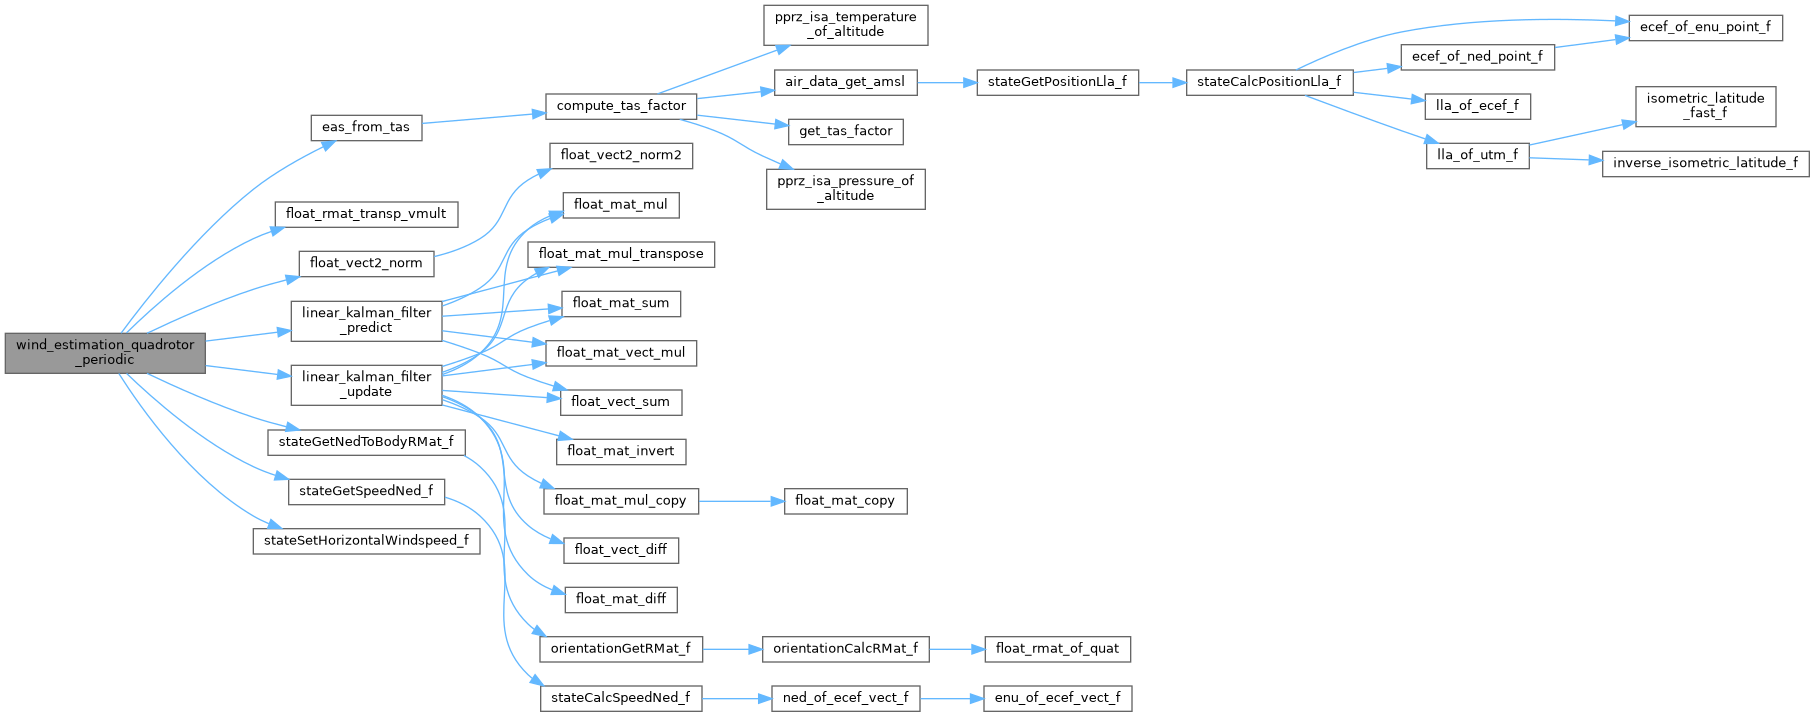 wind_estimation_quadrotor
_periodic
eas_from_tas
float_rmat_transp_vmult
float_vect2_norm
linear_kalman_filter
_predict
linear_kalman_filter
_update
stateGetNedToBodyRMat_f
stateGetSpeedNed_f
stateSetHorizontalWindspeed_f
compute_tas_factor
float_vect2_norm2
float_mat_mul
float_mat_mul_transpose
float_mat_sum
float_mat_vect_mul
float_vect_sum
float_mat_invert
float_mat_mul_copy
float_vect_diff
float_mat_diff
orientationGetRMat_f
stateCalcSpeedNed_f
pprz_isa_temperature
_of_altitude
air_data_get_amsl
get_tas_factor
pprz_isa_pressure_of
_altitude
float_mat_copy
orientationCalcRMat_f
ned_of_ecef_vect_f
stateGetPositionLla_f
float_rmat_of_quat
enu_of_ecef_vect_f
stateCalcPositionLla_f
ecef_of_ned_point_f
lla_of_ecef_f
lla_of_utm_f
ecef_of_enu_point_f
isometric_latitude
_fast_f
inverse_isometric_latitude_f